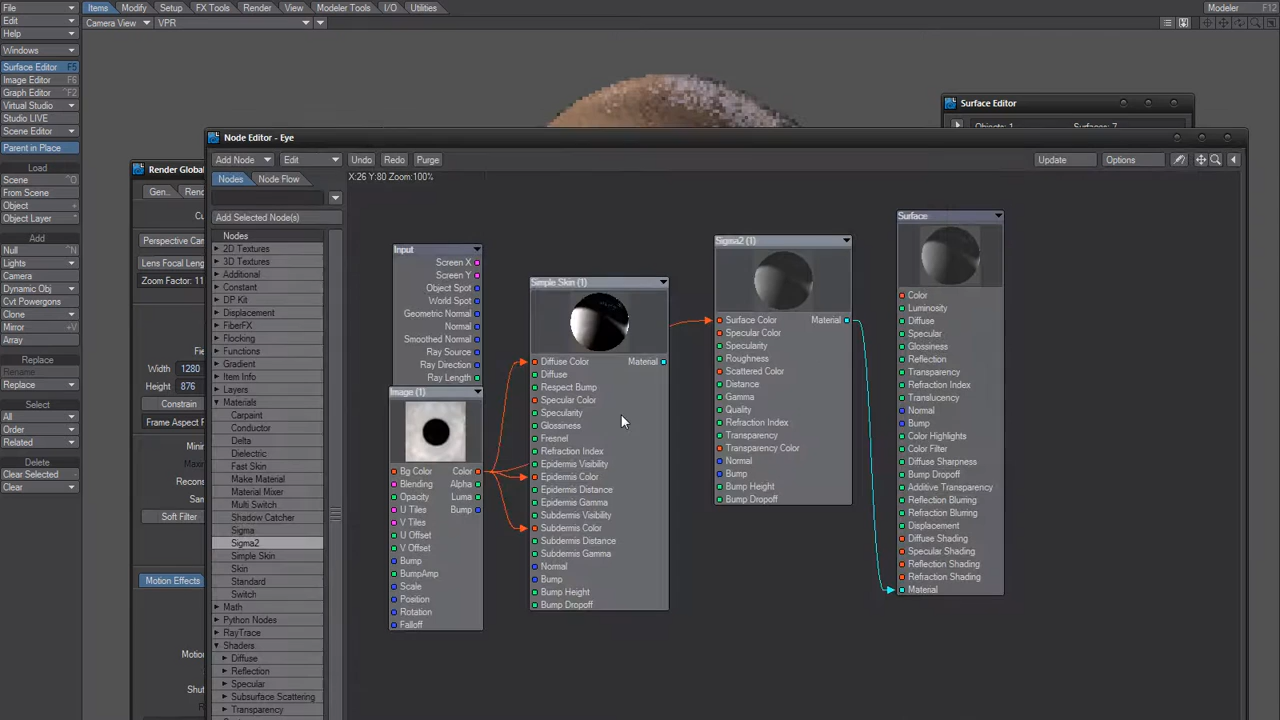 File
Items
Modify
Setup
FX Tools
Render
View
Modeler Tools
I/O
Utilities
Modeler
F12
Edit
Camera View
VPR
Help
Windows
Surface Editor F5
Image Editor F6
Graph Editor ^F2
Virtual Studio
Studio LIVE
Scene Editor
Parent in Place
Load
Scene ^O
From Scene
Object +
Object Layer
Add
Null ^N
Lights
Camera
Dynamic Obj
Cvt Powergons
Clone
Mirror
Array
Replace
Rename
Replace
Select
All
Order
Related
Delete
Clear Selected -
Clear
Surface Editor
Objects: 1
Surfaces: 7
Render Global
Gen..
Ren
Perspective Can
Lens Focal Leng
Zoom Factor: 11
Width 1280
Height 876
Constrain
Frame Aspect F
Soft Filter
Motion Effects
Node Editor - Eye
Add Node
Edit
Undo
Redo
Purge
Update
Options
Nodes
Node Flow
X:26 Y:80 Zoom:100%
Add Selected Node(s)
Nodes
2D Textures
3D Textures
Additional
Constant
DP Kit
Displacement
FiberFX
Flocking
Functions
Gradient
Item Info
Layers
Materials
Carpaint
Conductor
Delta
Dielectric
Fast Skin
Make Material
Material Mixer
Multi Switch
Shadow Catcher
Sigma
Sigma2
Simple Skin
Skin
Standard
Switch
Math
Python Nodes
RayTrace
Shaders
Diffuse
Reflection
Specular
Subsurface Scattering
Transparency
Input
Screen X
Screen Y
Object Spot
World Spot
Geometric Normal
Normal
Smoothed Normal
Ray Source
Ray Direction
Ray Length
Image (1)
Bg Color Color
Blending Alpha
Opacity Luma
U Tiles Bump
V Tiles
U Offset
V Offset
Bump
BumpAmp
Scale
Position
Rotation
Falloff
Simple Skin (1)
Diffuse Color Material
Diffuse
Respect Bump
Specular Color
Specularity
Glossiness
Fresnel
Refraction Index
Epidermis Visibility
Epidermis Color
Epidermis Distance
Epidermis Gamma
Subdermis Visibility
Subdermis Color
Subdermis Distance
Subdermis Gamma
Normal
Bump
Bump Height
Bump Dropoff
Sigma2 (1)
Surface Color Material
Specular Color
Specularity
Roughness
Scattered Color
Distance
Gamma
Quality
Refraction Index
Transparency
Transparency Color
Normal
Bump
Bump Height
Bump Dropoff
Surface
Color
Luminosity
Diffuse
Specular
Glossiness
Reflection
Transparency
Refraction Index
Translucency
Normal
Bump
Color Highlights
Color Filter
Diffuse Sharpness
Bump Dropoff
Additive Transparency
Reflection Blurring
Refraction Blurring
Displacement
Diffuse Shading
Specular Shading
Reflection Shading
Refraction Shading
Material